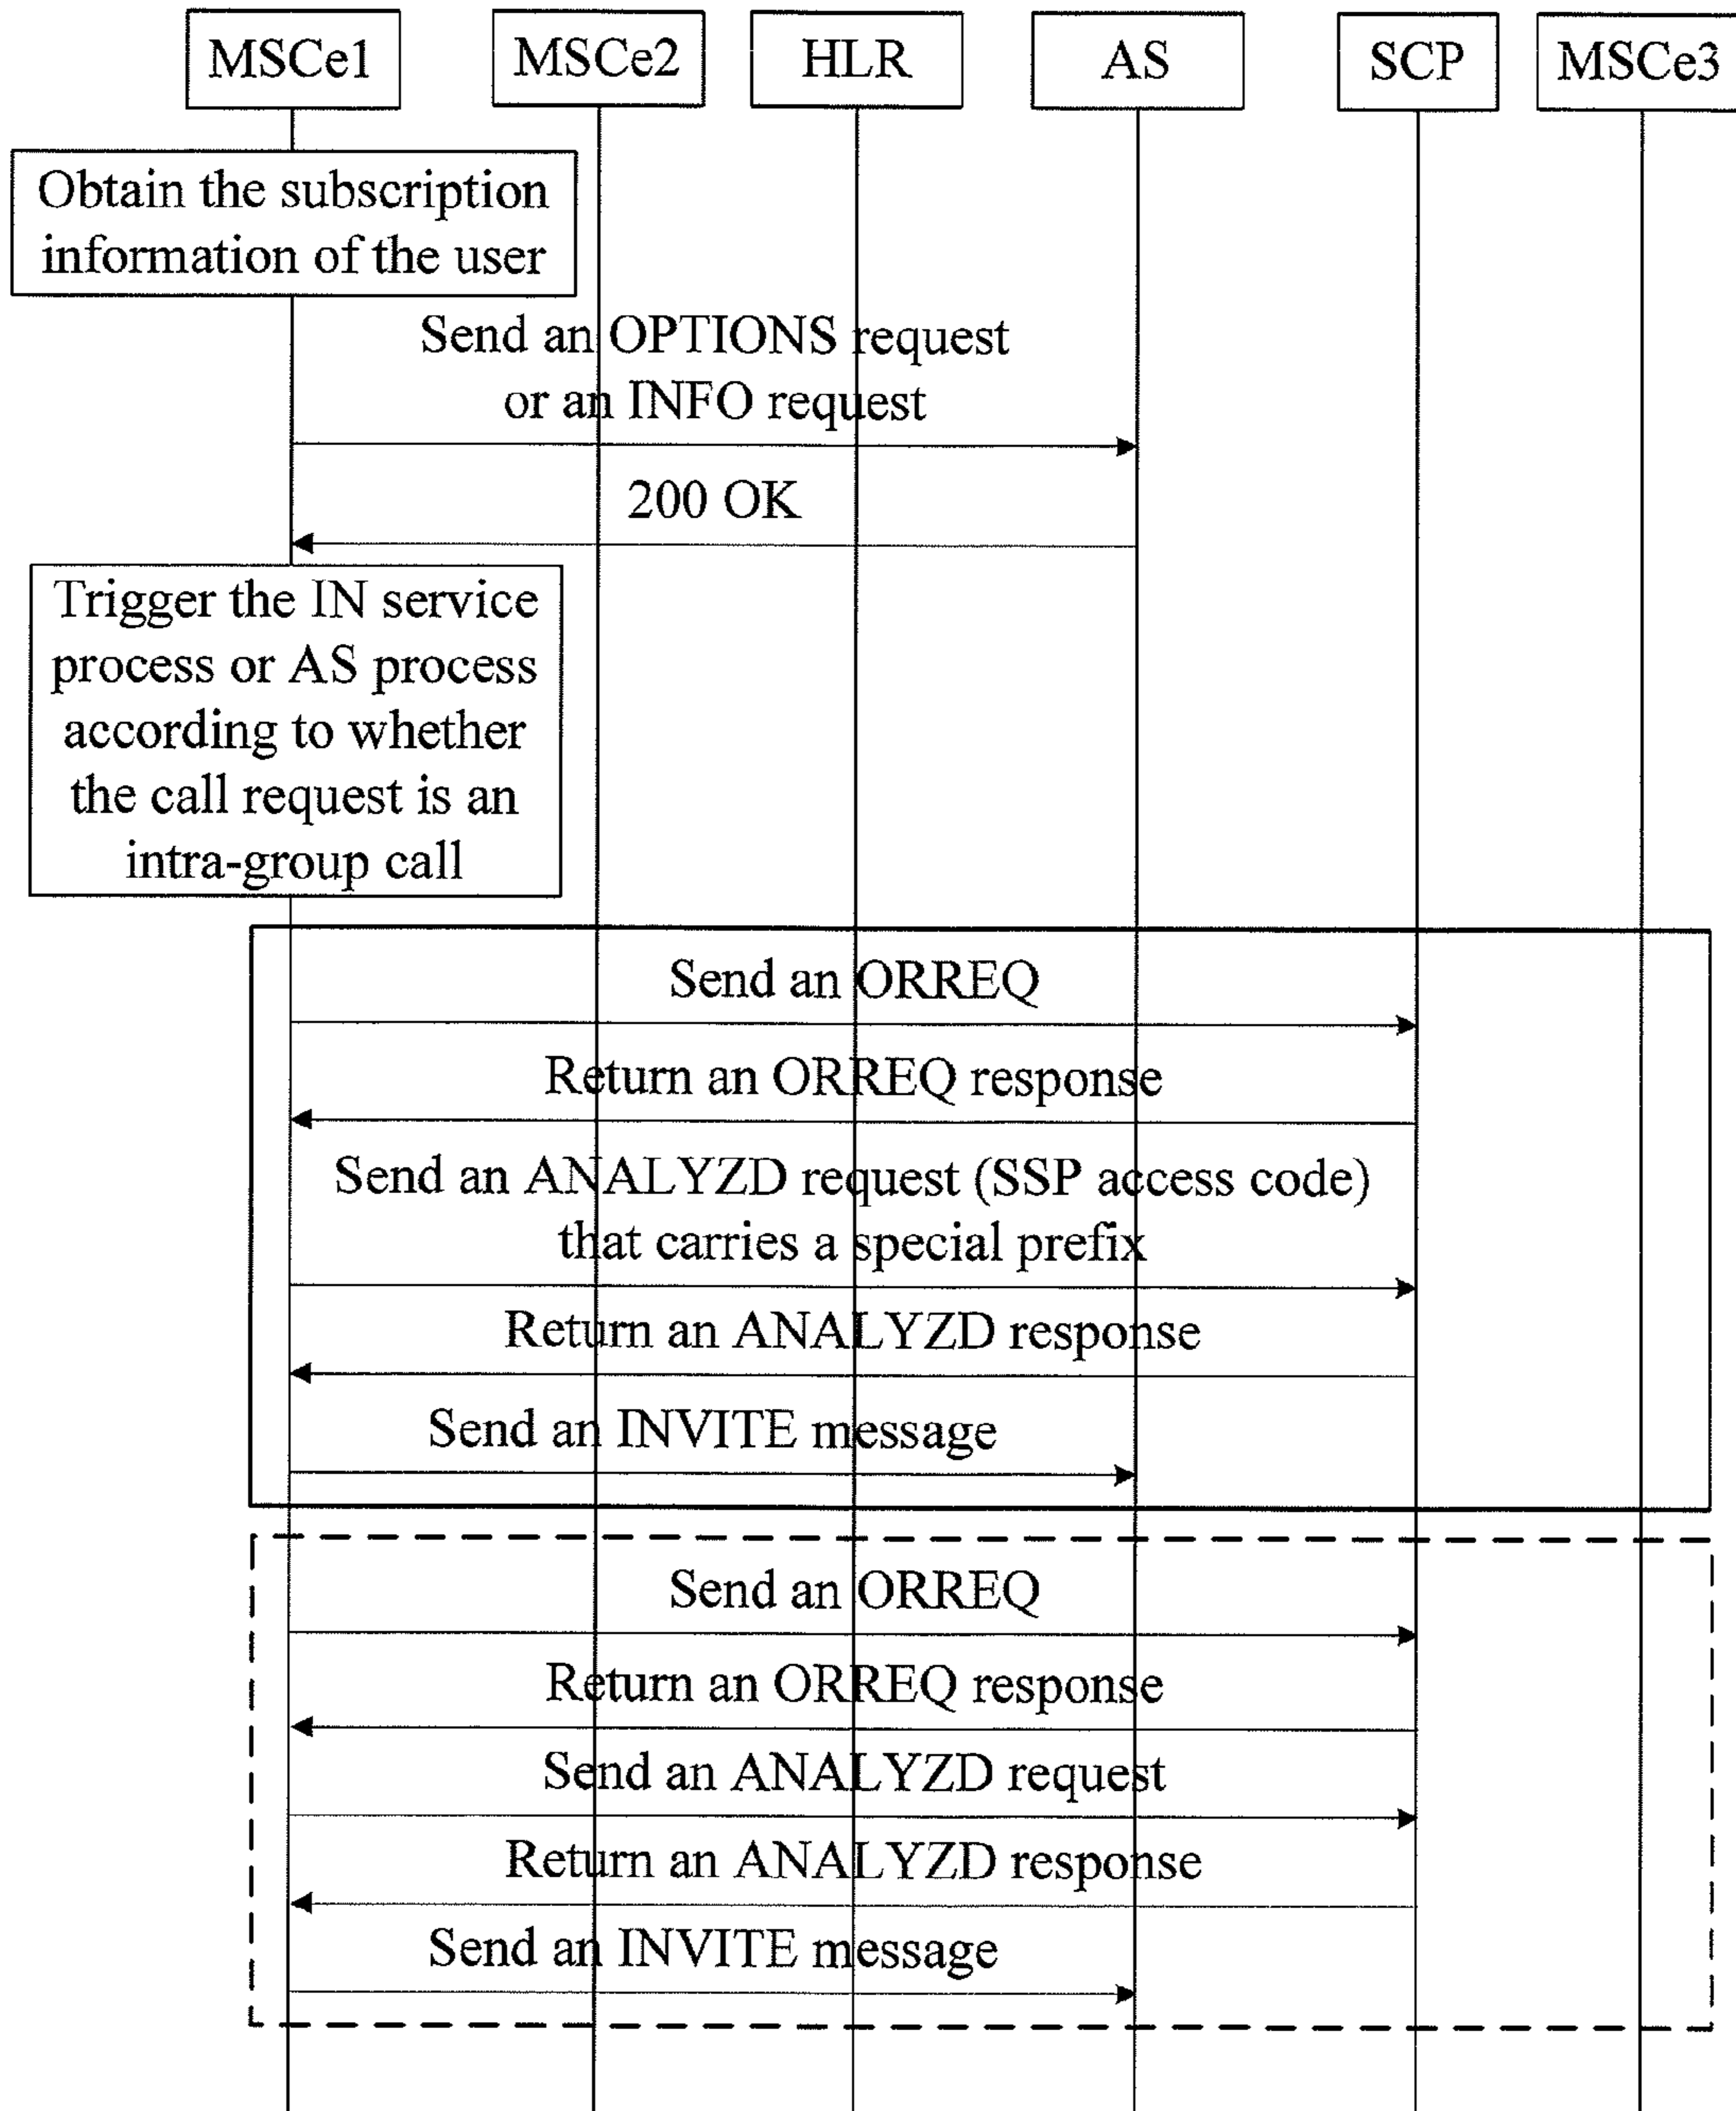 MSCe1 MSCe2 HLR AS SCP MSCe3
Obtain the subscription
information of the user
Send an OPTIONS request
or an INFO request
200 OK
Trigger the IN service
process or AS process
according to whether
the call request is an
intra-group call
Send an ORREQ
Return an ORREQ response
Send an ANALYZD request (SSP access code)
that carries a special prefix
Return an ANALYZD response
Send an INVITE message
Send an ORREQ
Return an ORREQ response
Send an ANALYZD request
Return an ANALYZD response
Send an INVITE message